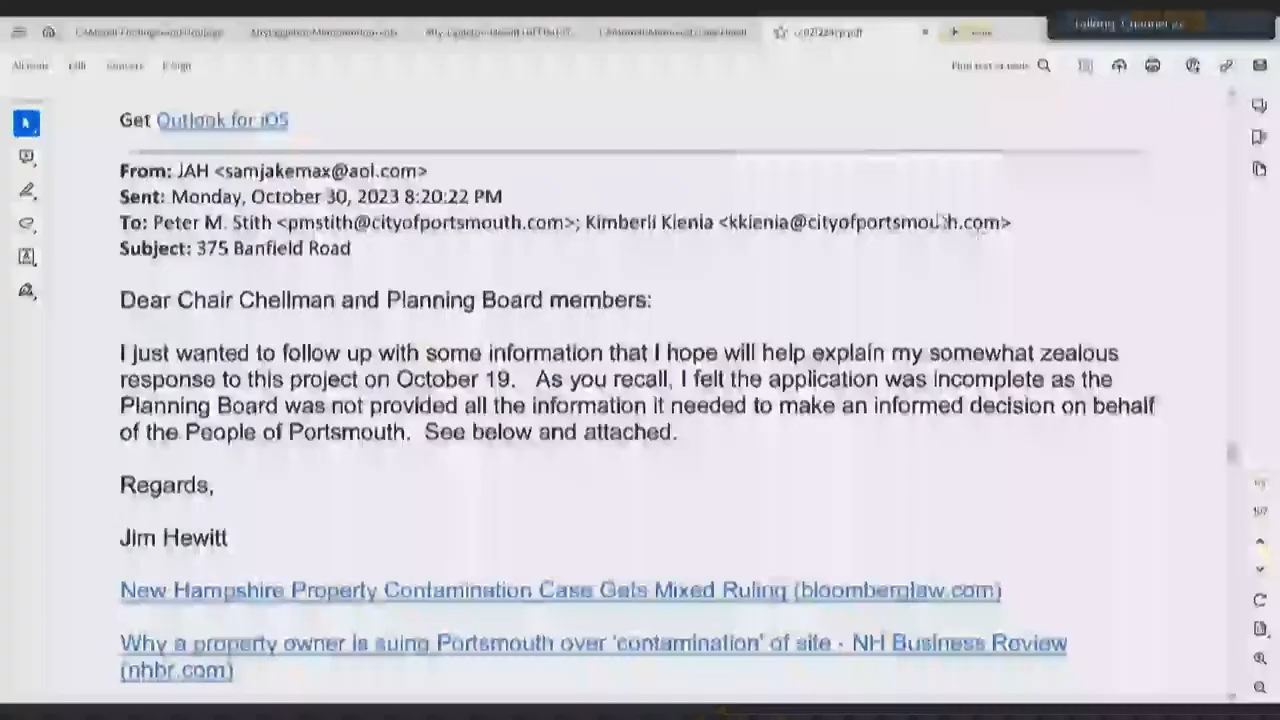 Find text or tools
Get Outlook for iOS
From: JAH <samjakemax@aol.com>
Sent: Monday, October 30, 2023 8:20:22 PM
To: Peter M. Stith <pmstith@cityofportsmouth.com>; Kimberli Kienia <kkienia@cityofportsmouth.com>
Subject: 375 Banfield Road
Dear Chair Chellman and Planning Board members:
I just wanted to follow up with some information that I hope will help explain my somewhat zealous
response to this project on October 19.   As you recall, I felt the application was incomplete as the
Planning Board was not provided all the information it needed to make an informed decision on behalf
of the People of Portsmouth.  See below and attached.
Regards,
Jim Hewitt
New Hampshire Property Contamination Case Gets Mixed Ruling (bloomberglaw.com)
Why a property owner is suing Portsmouth over 'contamination' of site - NH Business Review
(nhbr.com)